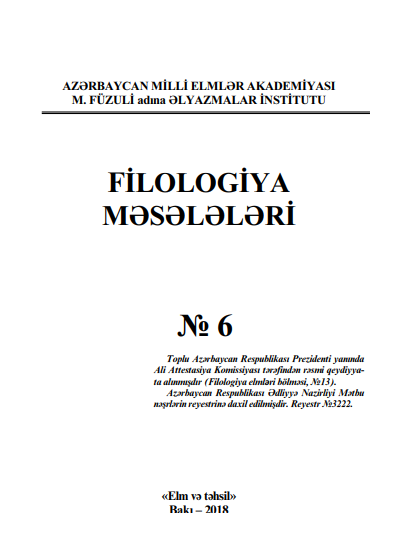 AZƏRBAYCAN MİLLİ ELMLƏR AKADEMİYASI
M. FÜZULİ adına ƏLYAZMALAR İNSTİTUTU
FİLOLOGİYA
MƏSƏLƏLƏRİ
№ 6
Toplu Azərbaycan Respublikası Prezidenti yanında
Ali Attestasiya Komissiyası tərəfindən rəsmi qeydiyya-
ta alınmışdır (Filologiya elmləri bölməsi, №13).
Azərbaycan Respublikası Ədliyyə Nazirliyi Mətbu
nəşrlərin reyestrinə daxil edilmişdir. Reyestr №3222.
«Elm və təhsil»
Bakı – 2018